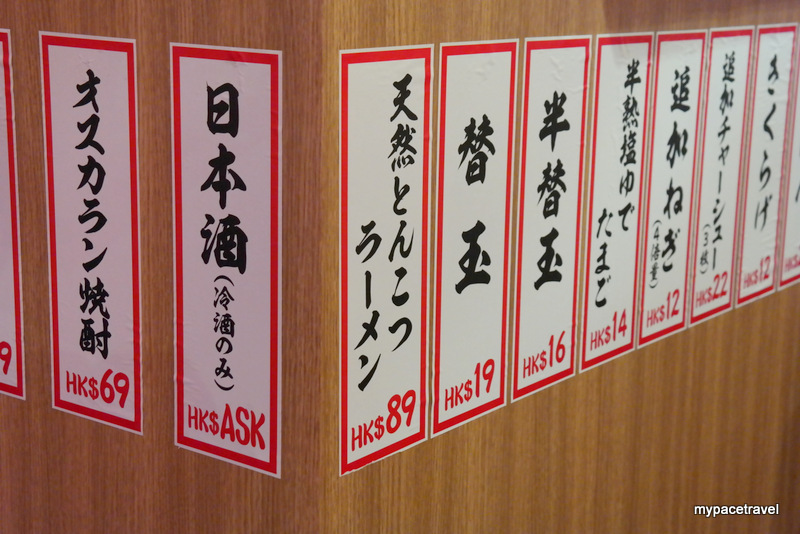 9
オスカラン焼酎
HK$69
日本酒
(冷酒のみ)
HK$ASK
天然とんこつ
ラーメン
HK$89
替玉
HK$19
半替玉
HK$16
半熟塩ゆで
たまご
HK$14
追加ねぎ
(4倍量)
HK$12
追加チャーシュー
(3枚)
HK$22
きくらげ
HK$12
mypacetravel